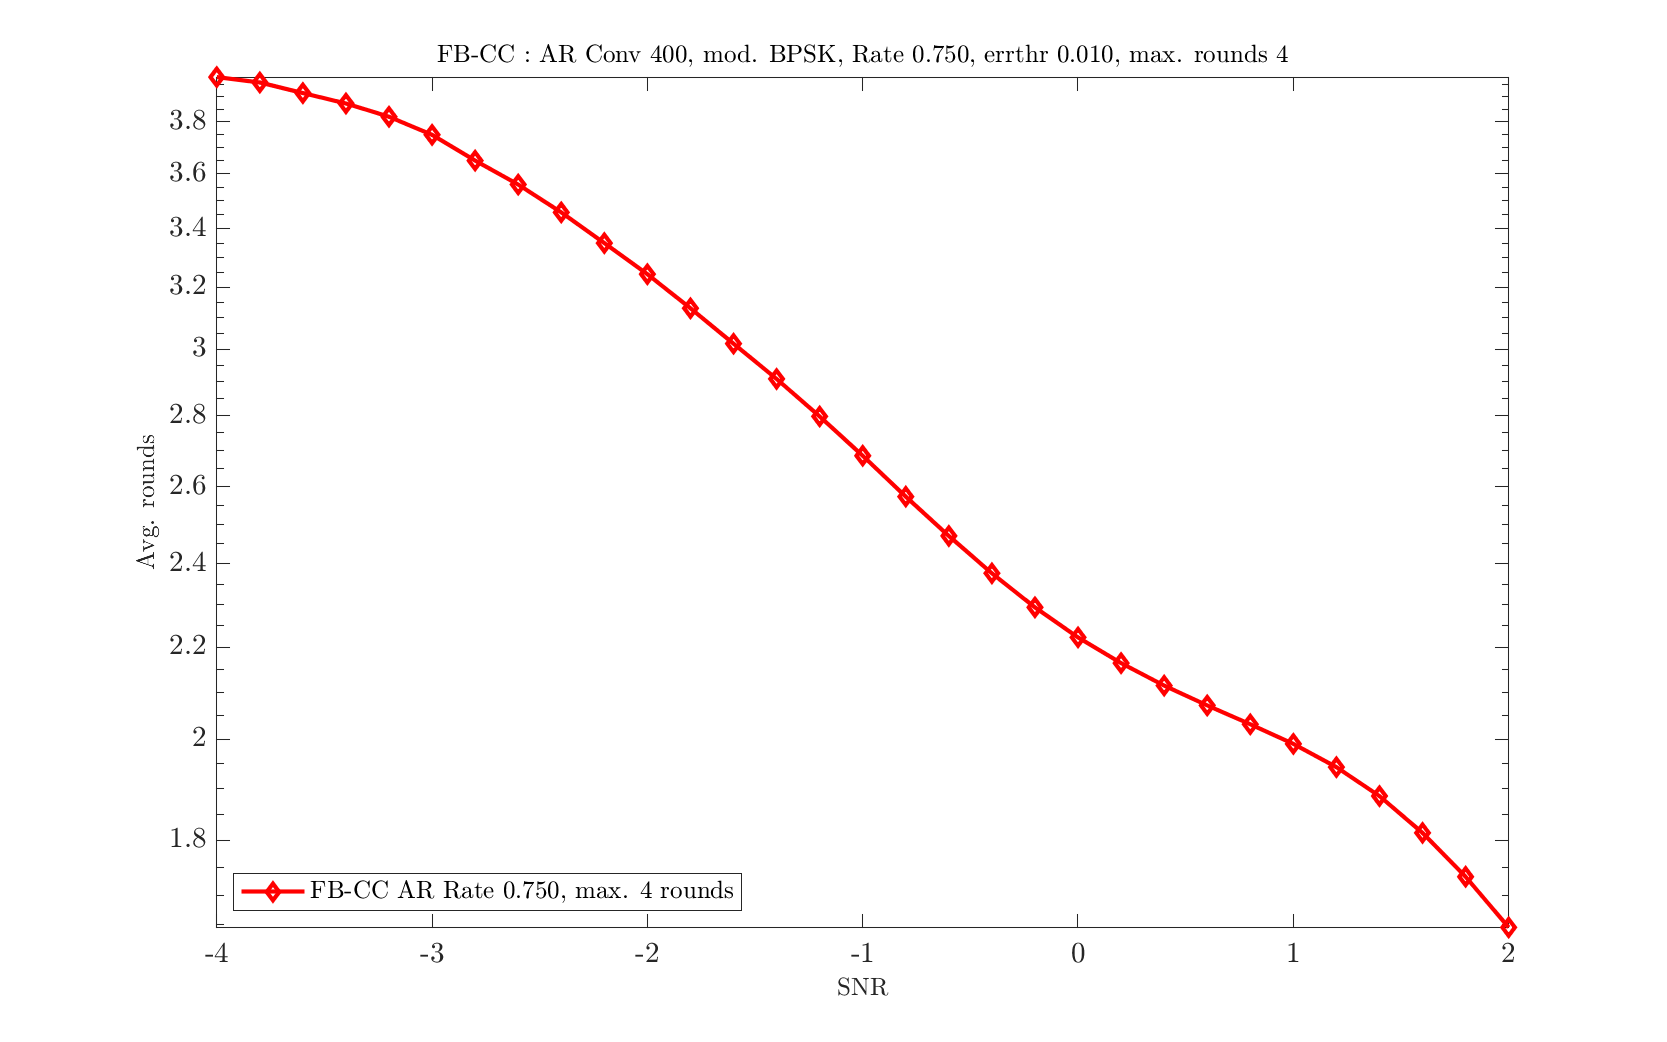 FB-CC : AR Conv 400, mod. BPSK, Rate 0.750, errthr 0.010, max. rounds 4
3.8
3.6
3.4
3.2
3
2.8
2.6
2.4
2.2
2
1.8
Avg. rounds
FB-CC AR Rate 0.750, max. 4 rounds
-4 -3 -2 -1 0 1 2
SNR